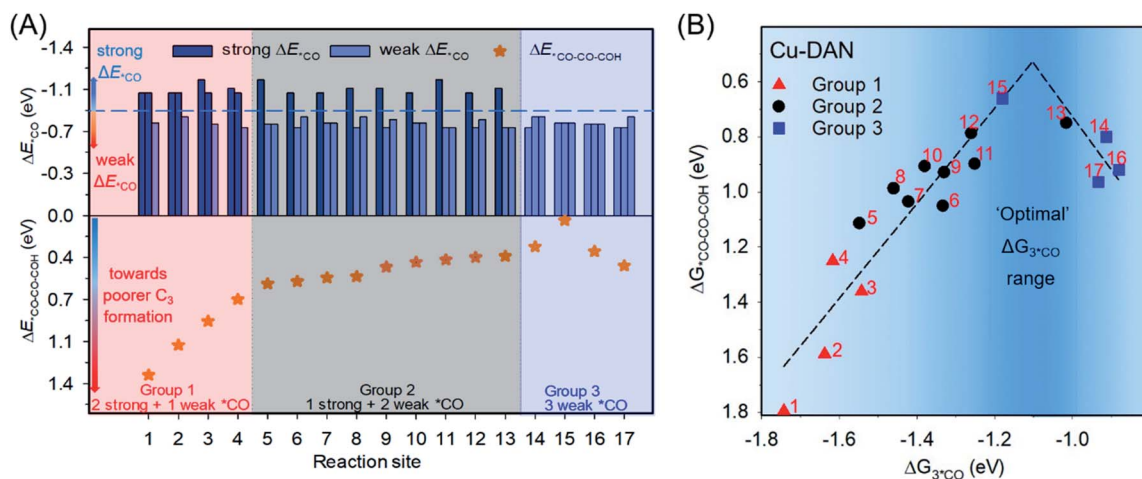 (A)
strong ΔE*CO
weak ΔE*CO
ΔE*CO-CO-COH
-1.4
-1.1
-0.7
-0.3
0.0
0.4
0.7
1.1
1.4
ΔE*CO (eV)
ΔE*CO-CO-COH (eV)
strong
ΔE*CO
weak
ΔE*CO
towards
poorer C3
formation
Group 1
2 strong + 1 weak *CO
Group 2
1 strong + 2 weak *CO
Group 3
3 weak *CO
1 2 3 4 5 6 7 8 9 10 11 12 13 14 15 16 17
Reaction site
(B)
Cu-DAN
Group 1
Group 2
Group 3
0.6
0.8
1.0
1.2
1.4
1.6
1.8
ΔG*CO-CO-COH (eV)
15
13
14
12
16
17
10
9
11
8
7
6
5
4
3
2
1
'Optimal'
ΔG3*CO
range
-1.8 -1.6 -1.4 -1.2 -1.0
ΔG3*CO (eV)